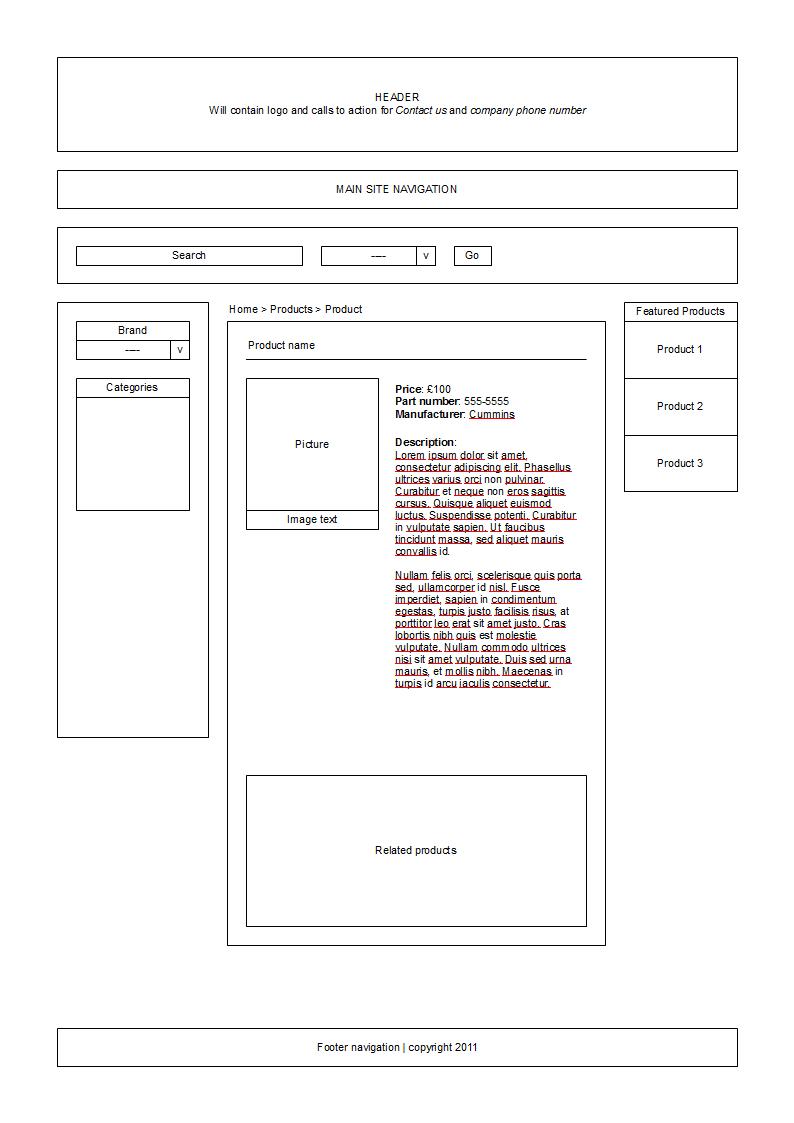 HEADER
Will contain logo and calls to action for Contact us and company phone number
MAIN SITE NAVIGATION
Search
---- v
Go
Brand
---- v
Categories
Home > Products > Product
Product name
Picture
Image text
Price: £100
Part number: 555-5555
Manufacturer: Cummins
Description:
Lorem ipsum dolor sit amet,
consectetur adipiscing elit. Phasellus
ultrices varius orci non pulvinar.
Curabitur et neque non eros sagittis
cursus. Quisque aliquet euismod
luctus. Suspendisse potenti. Curabitur
in vulputate sapien. Ut faucibus
tincidunt massa, sed aliquet mauris
convallis id.
Nullam felis orci, scelerisque quis porta
sed, ullamcorper id nisl. Fusce
imperdiet, sapien in condimentum
egestas, turpis justo facilisis risus, at
porttitor leo erat sit amet justo. Cras
lobortis nibh quis est molestie
vulputate. Nullam commodo ultrices
nisi sit amet vulputate. Duis sed urna
mauris, et mollis nibh. Maecenas in
turpis id arcu iaculis consectetur.
Related products
Featured Products
Product 1
Product 2
Product 3
Footer navigation | copyright 2011